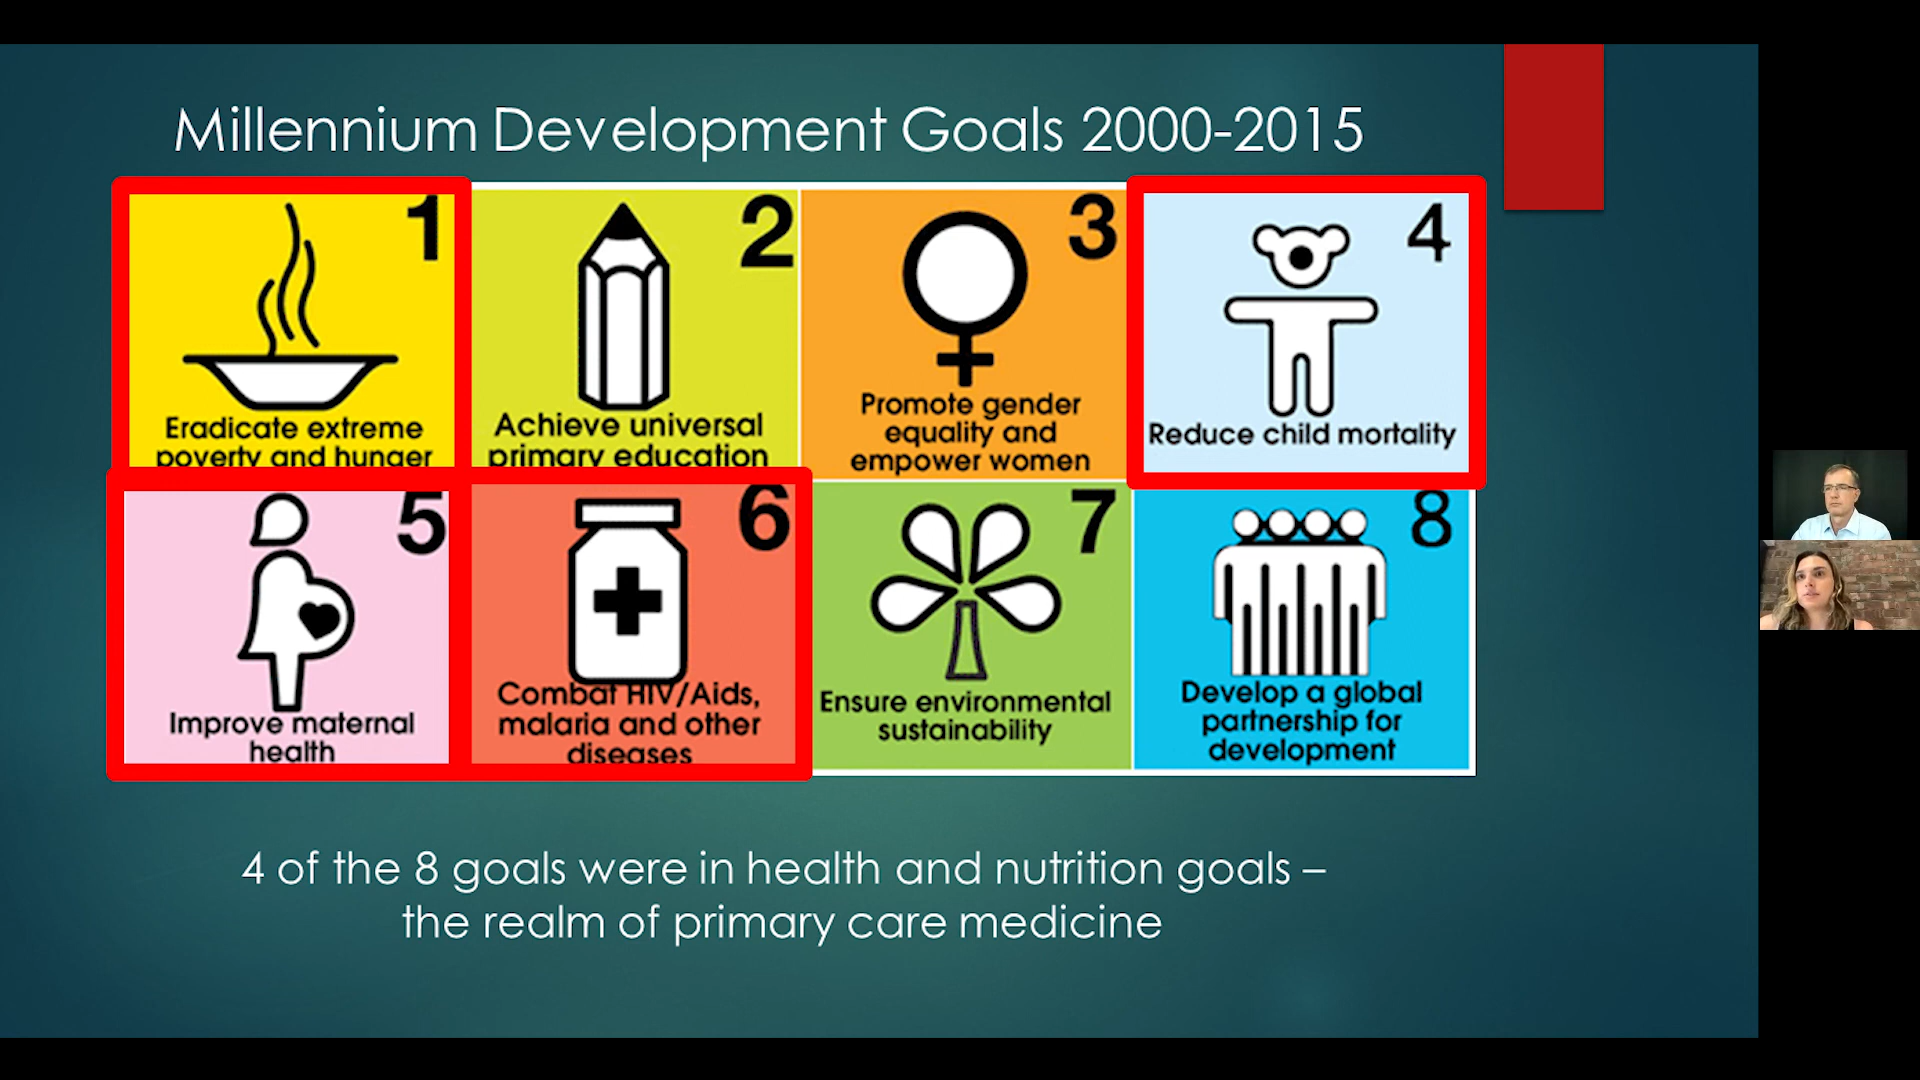 Millennium Development Goals 2000-2015
1
Eradicate extreme
poverty and hunger
2
Achieve universal
primary education
3
Promote gender
equality and
empower women
4
Reduce child mortality
5
Improve maternal
health
6
Combat HIV/Aids,
malaria and other
diseases
7
Ensure environmental
sustainability
8
Develop a global
partnership for
development
4 of the 8 goals were in health and nutrition goals –
the realm of primary care medicine